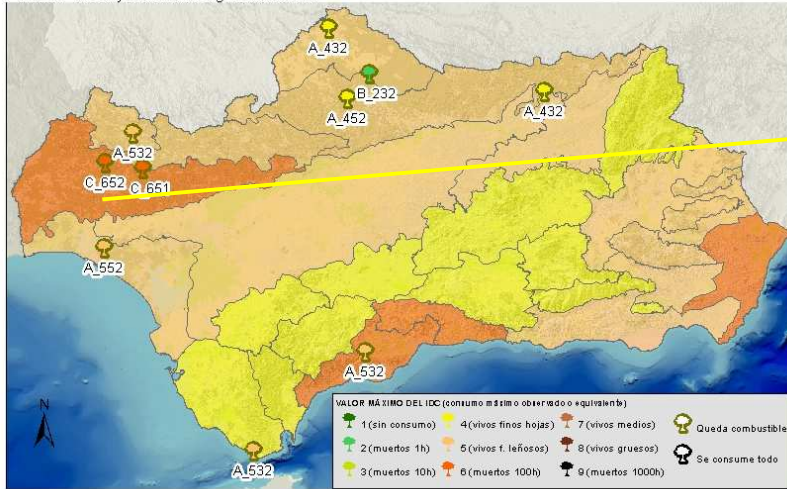 A_432
B_232
A_452
A_432
A_532
C_652
C_651
A_552
A_532
A_532
N
VALOR MÁXIMO DEL IDC (consumo máximo observado o equivalente)
1 (sin consumo)
4 (vivos finos hojas)
7 (vivos medios)
Queda combustible
2 (muertos 1h)
5 (vivos f. leñosos)
8 (vivos gruesos)
Se consume todo
3 (muertos 10h)
6 (muertos 100h)
9 (muertos 1000h)